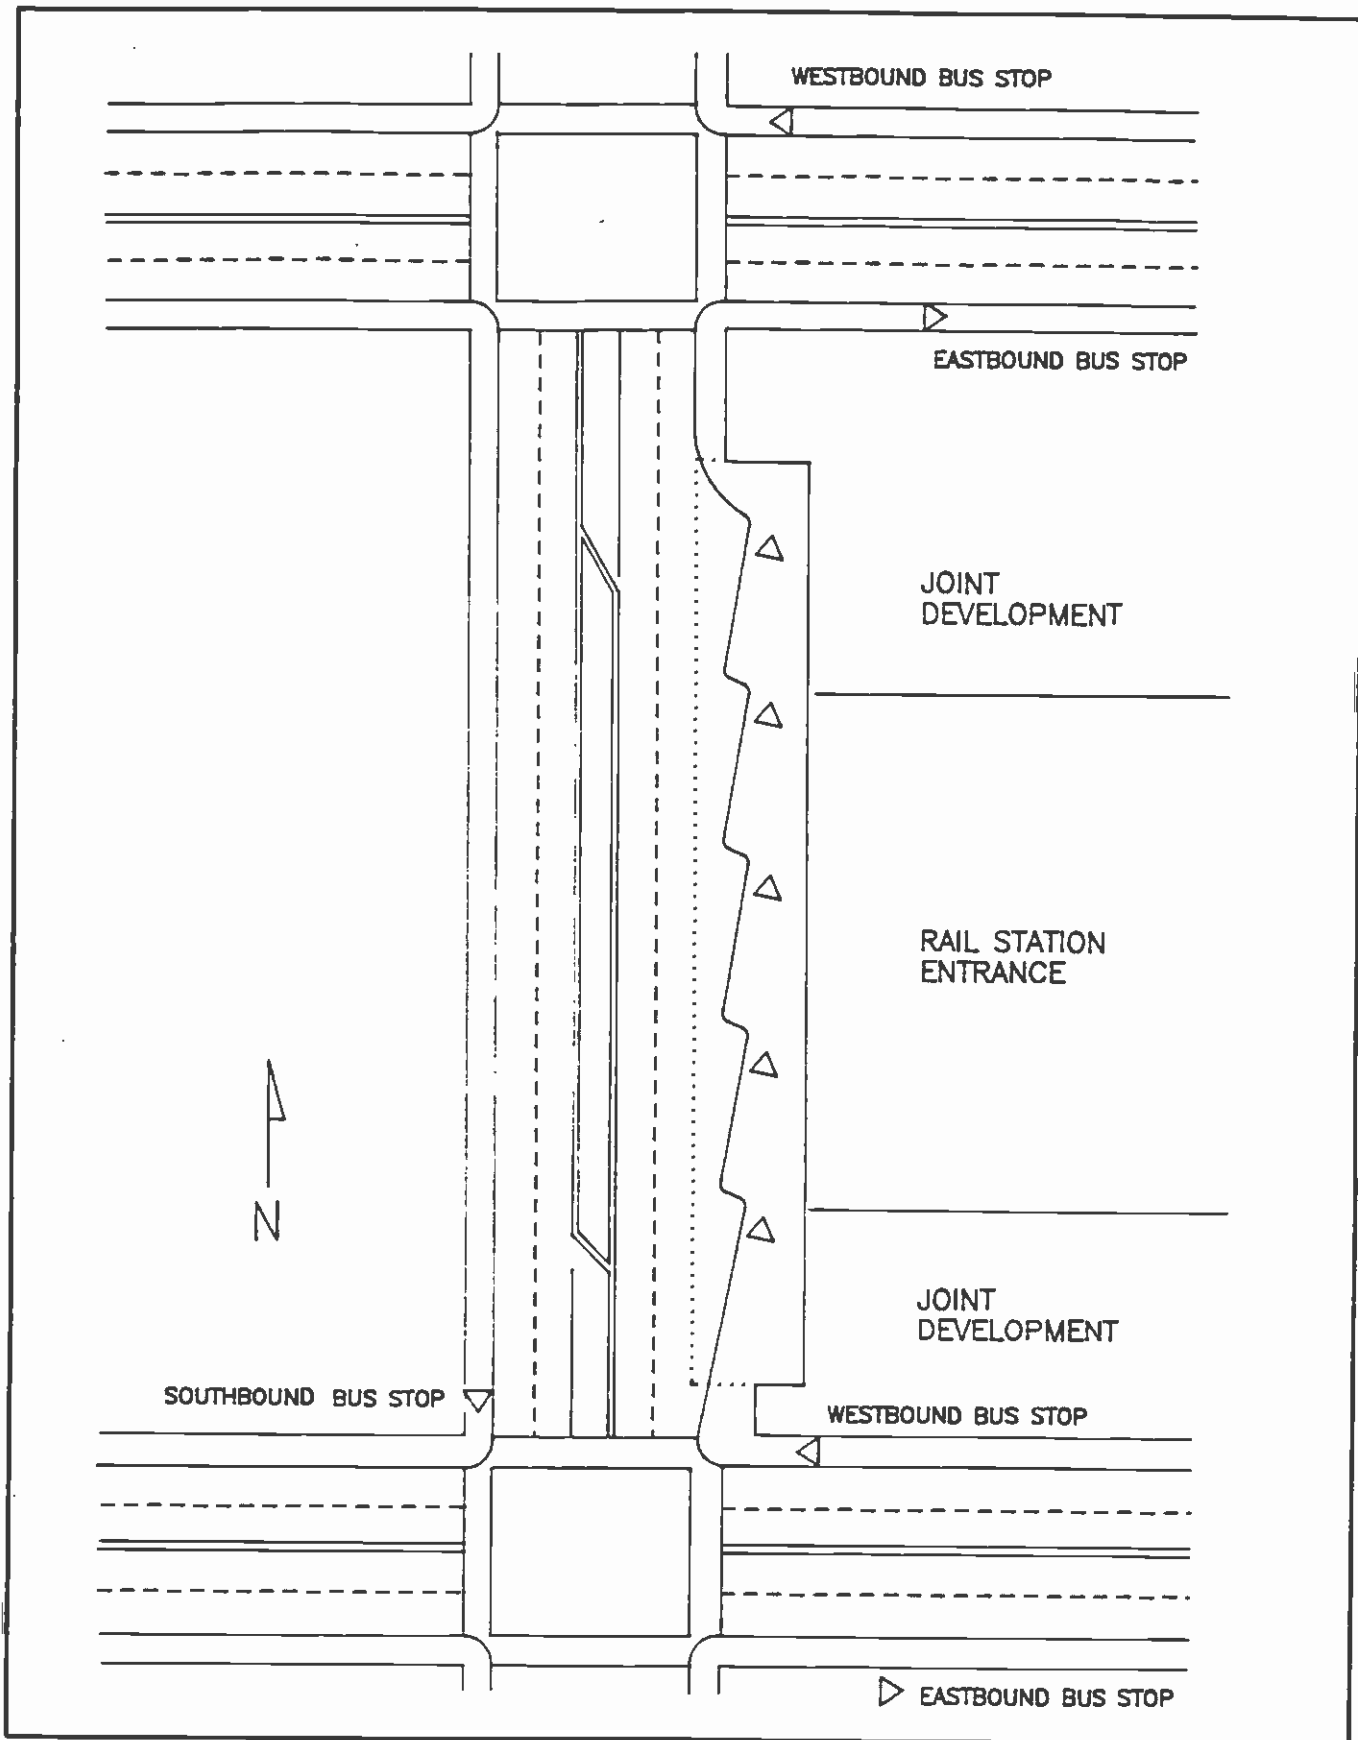 WESTBOUND BUS STOP
EASTBOUND BUS STOP
JOINT
DEVELOPMENT
RAIL STATION
ENTRANCE
N
JOINT
DEVELOPMENT
SOUTHBOUND BUS STOP
WESTBOUND BUS STOP
EASTBOUND BUS STOP